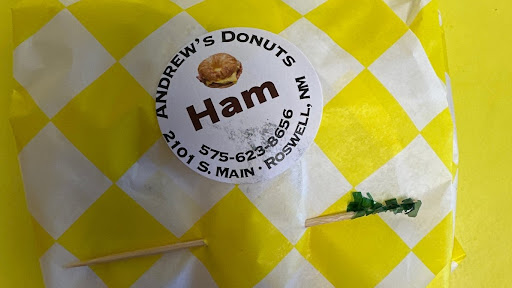 ANDREW'S DONUTS
Ham
575-623-8656
2101 S. MAIN • ROSWELL, NM